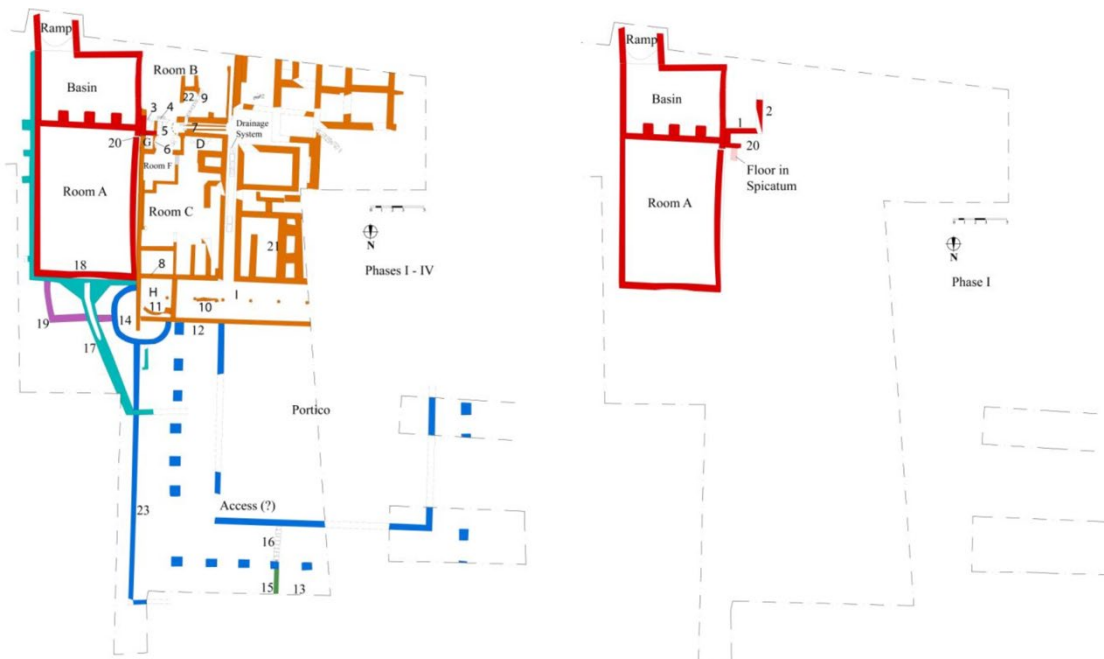 Ramp
Room B
Basin
22
9
3
4
5
7
Drainage
System
20
G
6
D
Room F
Room A
Room C
21
18
8
H
I
11
10
14
12
19
17
N
Phases I - IV
Portico
Access (?)
23
16
15
13
Ramp
Basin
2
1
20
Floor in
Spicatum
Room A
N
Phase I